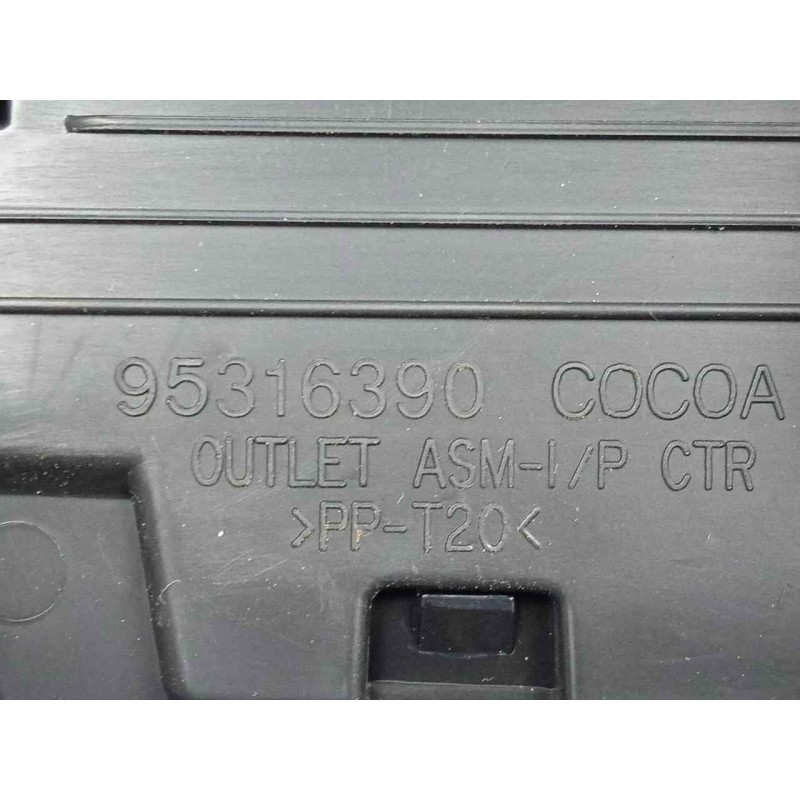 95316390 COCOA
OUTLET ASM-I/P CTR
>PP-T20<